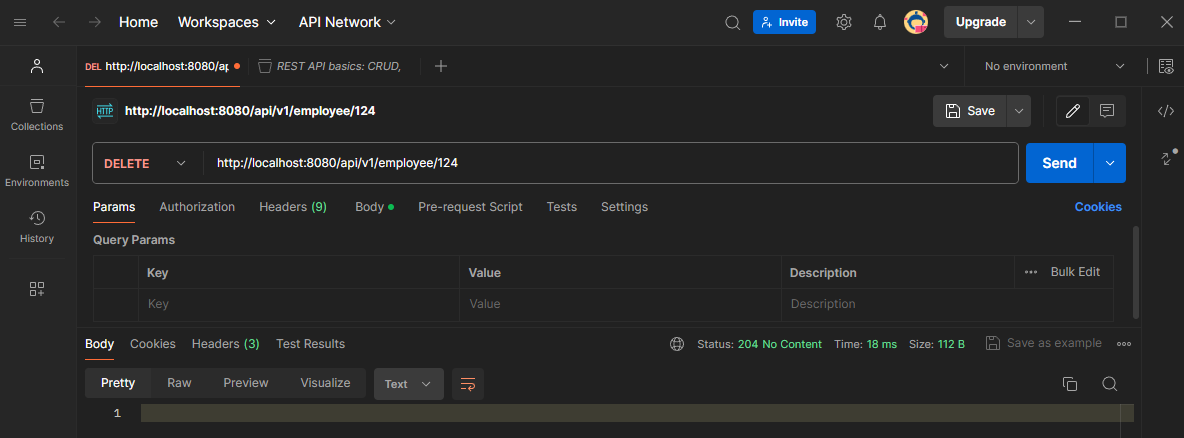 Home Workspaces API Network Invite Upgrade
DEL http://localhost:8080/ap REST API basics: CRUD, No environment
HTTP http://localhost:8080/api/v1/employee/124 Save
Collections
DELETE http://localhost:8080/api/v1/employee/124 Send
Environments
Params Authorization Headers (9) Body Pre-request Script Tests Settings Cookies
History
Query Params
Key Value Description Bulk Edit
Key Value Description
Body Cookies Headers (3) Test Results Status: 204 No Content Time: 18 ms Size: 112 B Save as example
Pretty Raw Preview Visualize Text
1